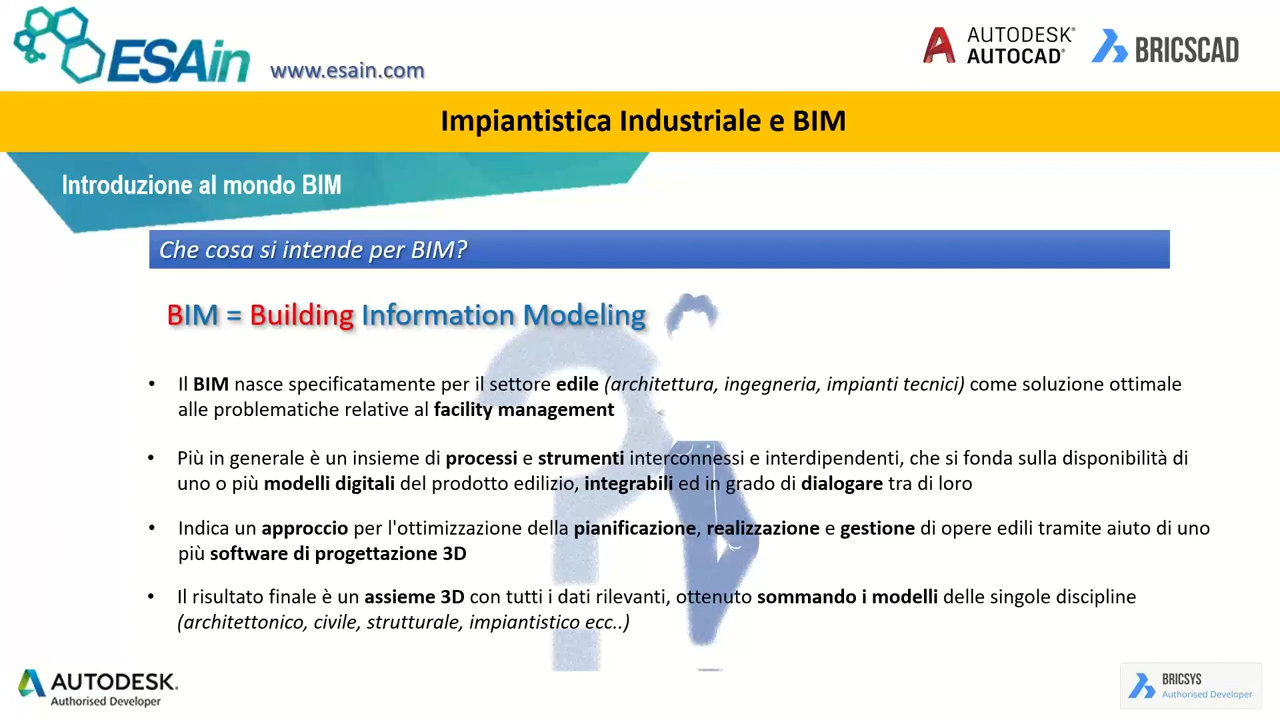 ESAin
www.esain.com
AUTODESK®
AUTOCAD®
BRICSCAD
Impiantistica Industriale e BIM
Introduzione al mondo BIM
Che cosa si intende per BIM?
BIM = Building Information Modeling
• Il BIM nasce specificatamente per il settore edile (architettura, ingegneria, impianti tecnici) come soluzione ottimale
alle problematiche relative al facility management
• Più in generale è un insieme di processi e strumenti interconnessi e interdipendenti, che si fonda sulla disponibilità di
uno o più modelli digitali del prodotto edilizio, integrabili ed in grado di dialogare tra di loro
• Indica un approccio per l'ottimizzazione della pianificazione, realizzazione e gestione di opere edili tramite aiuto di uno
più software di progettazione 3D
• Il risultato finale è un assieme 3D con tutti i dati rilevanti, ottenuto sommando i modelli delle singole discipline
(architettonico, civile, strutturale, impiantistico ecc..)
AUTODESK.
Authorised Developer
BRICSYS
Authorised Developer